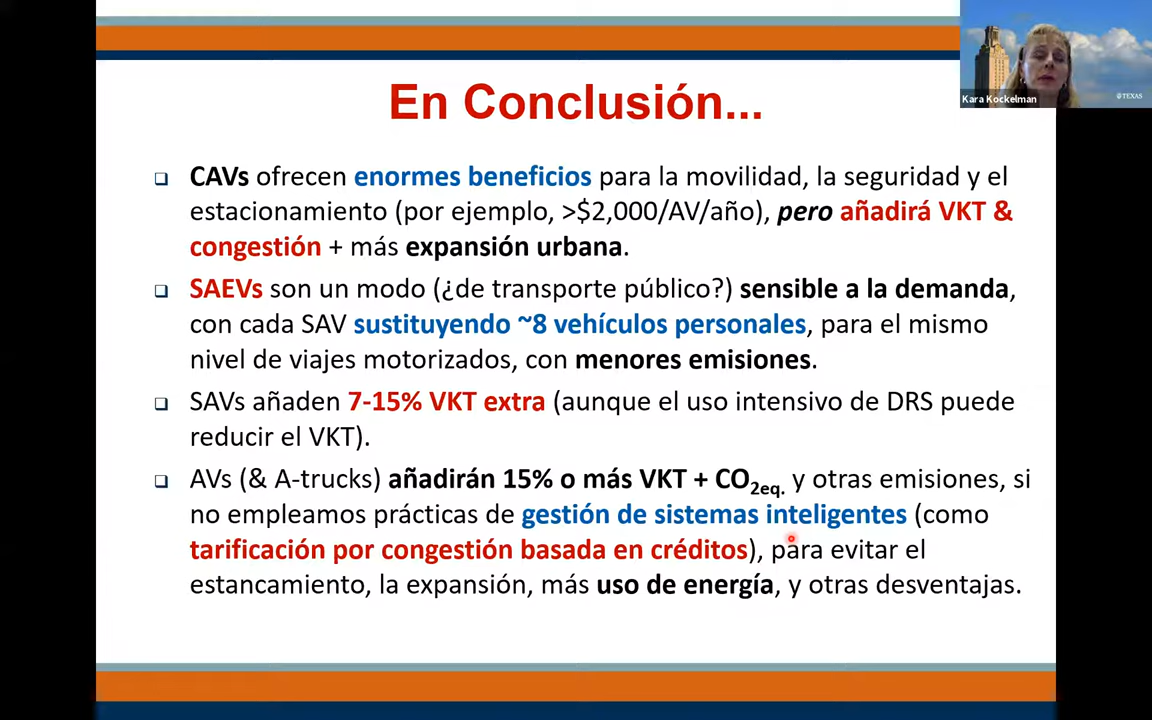 En Conclusión...
Kara Kockelman
TEXAS
❑ CAVs ofrecen enormes beneficios para la movilidad, la seguridad y el
estacionamiento (por ejemplo, >$2,000/AV/año), pero añadirá VKT &
congestión + más expansión urbana.
❑ SAEVs son un modo (¿de transporte público?) sensible a la demanda,
con cada SAV sustituyendo ~8 vehículos personales, para el mismo
nivel de viajes motorizados, con menores emisiones.
❑ SAVs añaden 7-15% VKT extra (aunque el uso intensivo de DRS puede
reducir el VKT).
❑ AVs (& A-trucks) añadirán 15% o más VKT + CO2eq. y otras emisiones, si
no empleamos prácticas de gestión de sistemas inteligentes (como
tarificación por congestión basada en créditos), para evitar el
estancamiento, la expansión, más uso de energía, y otras desventajas.